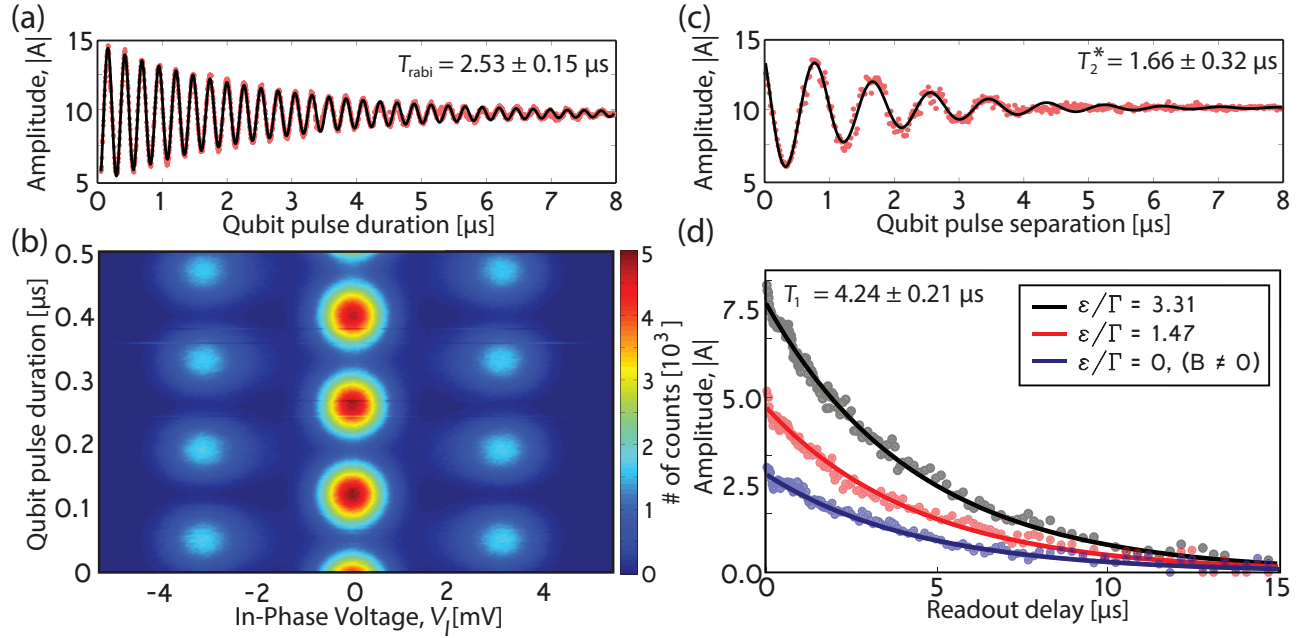 (a)
Amplitude, |A|
15
10
5
T_rabi = 2.53 ± 0.15 µs
0 1 2 3 4 5 6 7 8
Qubit pulse duration [µs]
(b)
Qubit pulse duration [µs]
0.5
0.4
0.3
0.2
0.1
0
-4 -2 0 2 4
In-Phase Voltage, V_I [mV]
5
4
3
2
1
0
# of counts [10³]
(c)
Amplitude, |A|
15
10
5
T₂* = 1.66 ± 0.32 µs
0 1 2 3 4 5 6 7 8
Qubit pulse separation [µs]
(d)
Amplitude, |A|
7.5
5.0
2.5
0.0
T₁ = 4.24 ± 0.21 µs
ε/Γ = 3.31
ε/Γ = 1.47
ε/Γ = 0, (B ≠ 0)
0 5 10 15
Readout delay [µs]